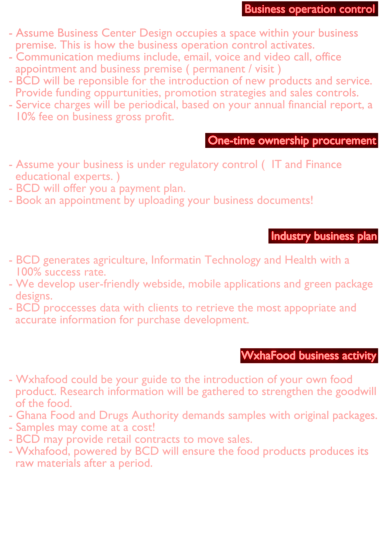 Business operation control
- Assume Business Center Design occupies a space within your business
premise. This is how the business operation control activates.
- Communication mediums include, email, voice and video call, office
appointment and business premise ( permanent / visit )
- BCD will be reponsible for the introduction of new products and service.
Provide funding oppurtunities, promotion strategies and sales controls.
- Service charges will be periodical, based on your annual financial report, a
10% fee on business gross profit.
One-time ownership procurement
- Assume your business is under regulatory control ( IT and Finance
educational experts. )
- BCD will offer you a payment plan.
- Book an appointment by uploading your business documents!
Industry business plan
- BCD generates agriculture, Informatin Technology and Health with a
100% success rate.
- We develop user-friendly webside, mobile applications and green package
designs.
- BCD proccesses data with clients to retrieve the most appopriate and
accurate information for purchase development.
WxhaFood business activity
- Wxhafood could be your guide to the introduction of your own food
product. Research information will be gathered to strengthen the goodwill
of the food.
- Ghana Food and Drugs Authority demands samples with original packages.
- Samples may come at a cost!
- BCD may provide retail contracts to move sales.
- Wxhafood, powered by BCD will ensure the food products produces its
raw materials after a period.